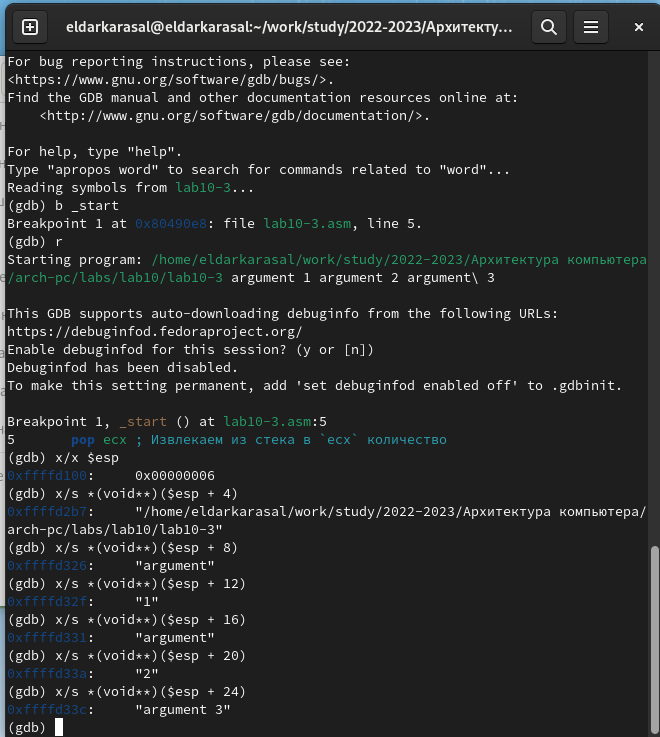 eldarkarasal@eldarkarasal:~/work/study/2022-2023/Архитекту...
For bug reporting instructions, please see:
<https://www.gnu.org/software/gdb/bugs/>.
Find the GDB manual and other documentation resources online at:
    <http://www.gnu.org/software/gdb/documentation/>.

For help, type "help".
Type "apropos word" to search for commands related to "word"...
Reading symbols from lab10-3...
(gdb) b _start
Breakpoint 1 at 0x80490e8: file lab10-3.asm, line 5.
(gdb) r
Starting program: /home/eldarkarasal/work/study/2022-2023/Архитектура компьютера
/arch-pc/labs/lab10/lab10-3 argument 1 argument 2 argument\ 3

This GDB supports auto-downloading debuginfo from the following URLs:
https://debuginfod.fedoraproject.org/
Enable debuginfod for this session? (y or [n])
Debuginfod has been disabled.
To make this setting permanent, add 'set debuginfod enabled off' to .gdbinit.

Breakpoint 1, _start () at lab10-3.asm:5
5       pop ecx ; Извлекаем из стека в `ecx` количество
(gdb) x/x $esp
0xffffd100:     0x00000006
(gdb) x/s *(void**)($esp + 4)
0xffffd2b7:     "/home/eldarkarasal/work/study/2022-2023/Архитектура компьютера/
arch-pc/labs/lab10/lab10-3"
(gdb) x/s *(void**)($esp + 8)
0xffffd326:     "argument"
(gdb) x/s *(void**)($esp + 12)
0xffffd32f:     "1"
(gdb) x/s *(void**)($esp + 16)
0xffffd331:     "argument"
(gdb) x/s *(void**)($esp + 20)
0xffffd33a:     "2"
(gdb) x/s *(void**)($esp + 24)
0xffffd33c:     "argument 3"
(gdb)